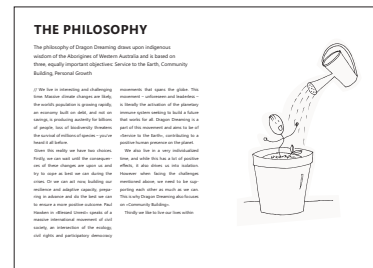 THE PHILOSOPHY
The philosophy of Dragon Dreaming draws upon indigenous
wisdom of the Aborigines of Western Australia and is based on
three, equally important objectives: Service to the Earth, Community
Building, Personal Growth
// We live in interesting and challenging
time. Massive climate changes are likely,
the world's population is growing rapidly,
an economy built on debt, and not on
savings, is producing austerity for billions
of people, loss of biodiversity threatens
the survival of millions of species – you've
heard it all before.
Given this reality we have two choices.
Firstly, we can wait until the consequen-
ces of these changes are upon us and
try to stope as best we can during the
crises. Or we can act now, building our
resilience and adaptive capacity, prepa-
ring in advance and do the best we can
to ensure a more positive outcome. Paul
Hawken in »Blessed Unrest« speaks of a
massive international movement of civil
society, an intersection of the ecology,
civil rights and participatory democracy
movements that spans the globe. This
movement – unforeseen and leaderless –
is literally the activation of the planetary
immune system seeking to build a future
that works for all. Dragon Dreaming is a
part of this movement and aims to be of
»Service to the Earth«, contributing to a
positive human presence on the planet.
We also live in a very individualized
time, and while this has a lot of positive
effects, it also drives us into isolation.
However when facing the challenges
mentioned above, we need to be sup-
porting each other as much as we can.
This is why Dragon Dreaming also focuses
on »Community Building«.
Thirdly we like to live our lives within